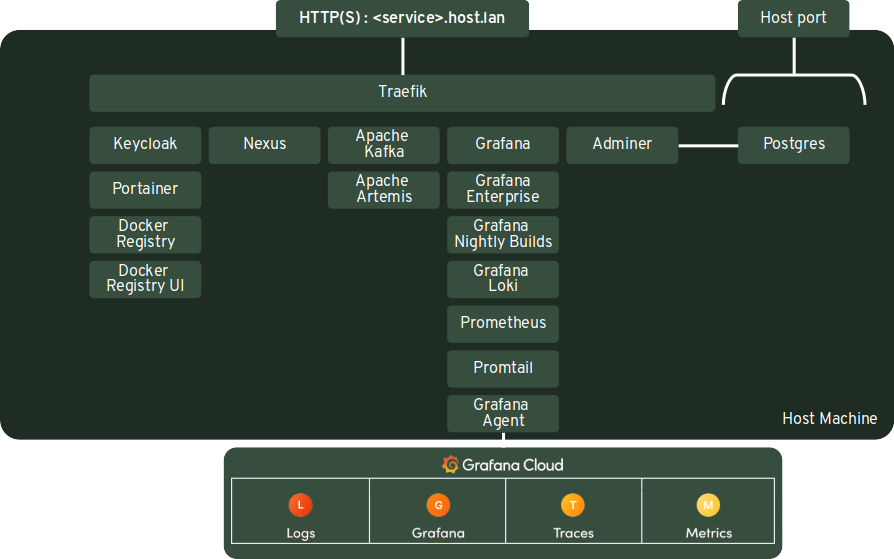 HTTP(S) : <service>.host.lan
Host port
Traefik
Keycloak
Nexus
Apache
Kafka
Grafana
Adminer
Postgres
Portainer
Apache
Artemis
Grafana
Enterprise
Docker
Registry
Grafana
Nightly Builds
Docker
Registry UI
Grafana
Loki
Prometheus
Promtail
Grafana
Agent
Host Machine
Grafana Cloud
L
G
T
M
Logs
Grafana
Traces
Metrics